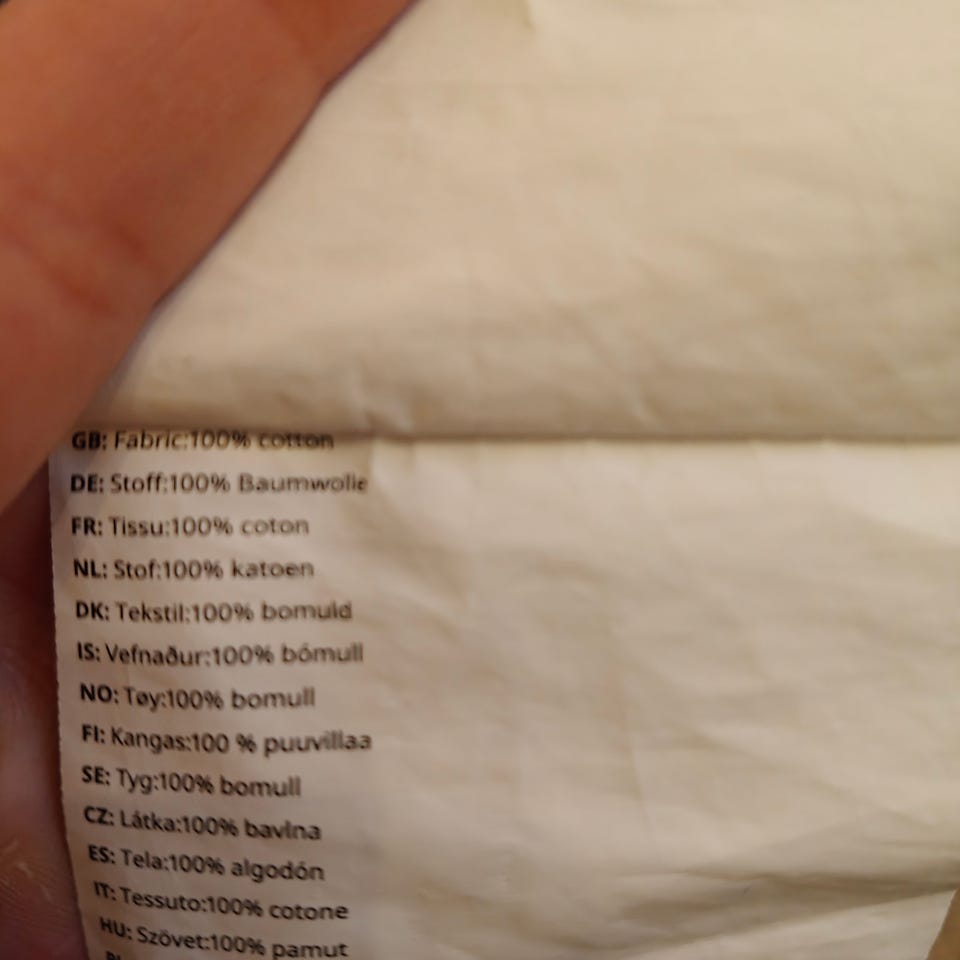 GB: Fabric:100% cotton
DE: Stoff:100% Baumwolle
FR: Tissu:100% coton
NL: Stof:100% katoen
DK: Tekstil:100% bomuld
IS: Vefnaður:100% bómull
NO: Tøy:100% bomull
FI: Kangas:100 % puuvillaa
SE: Tyg:100% bomull
CZ: Látka:100% bavlna
ES: Tela:100% algodón
IT: Tessuto:100% cotone
HU: Szövet:100% pamut